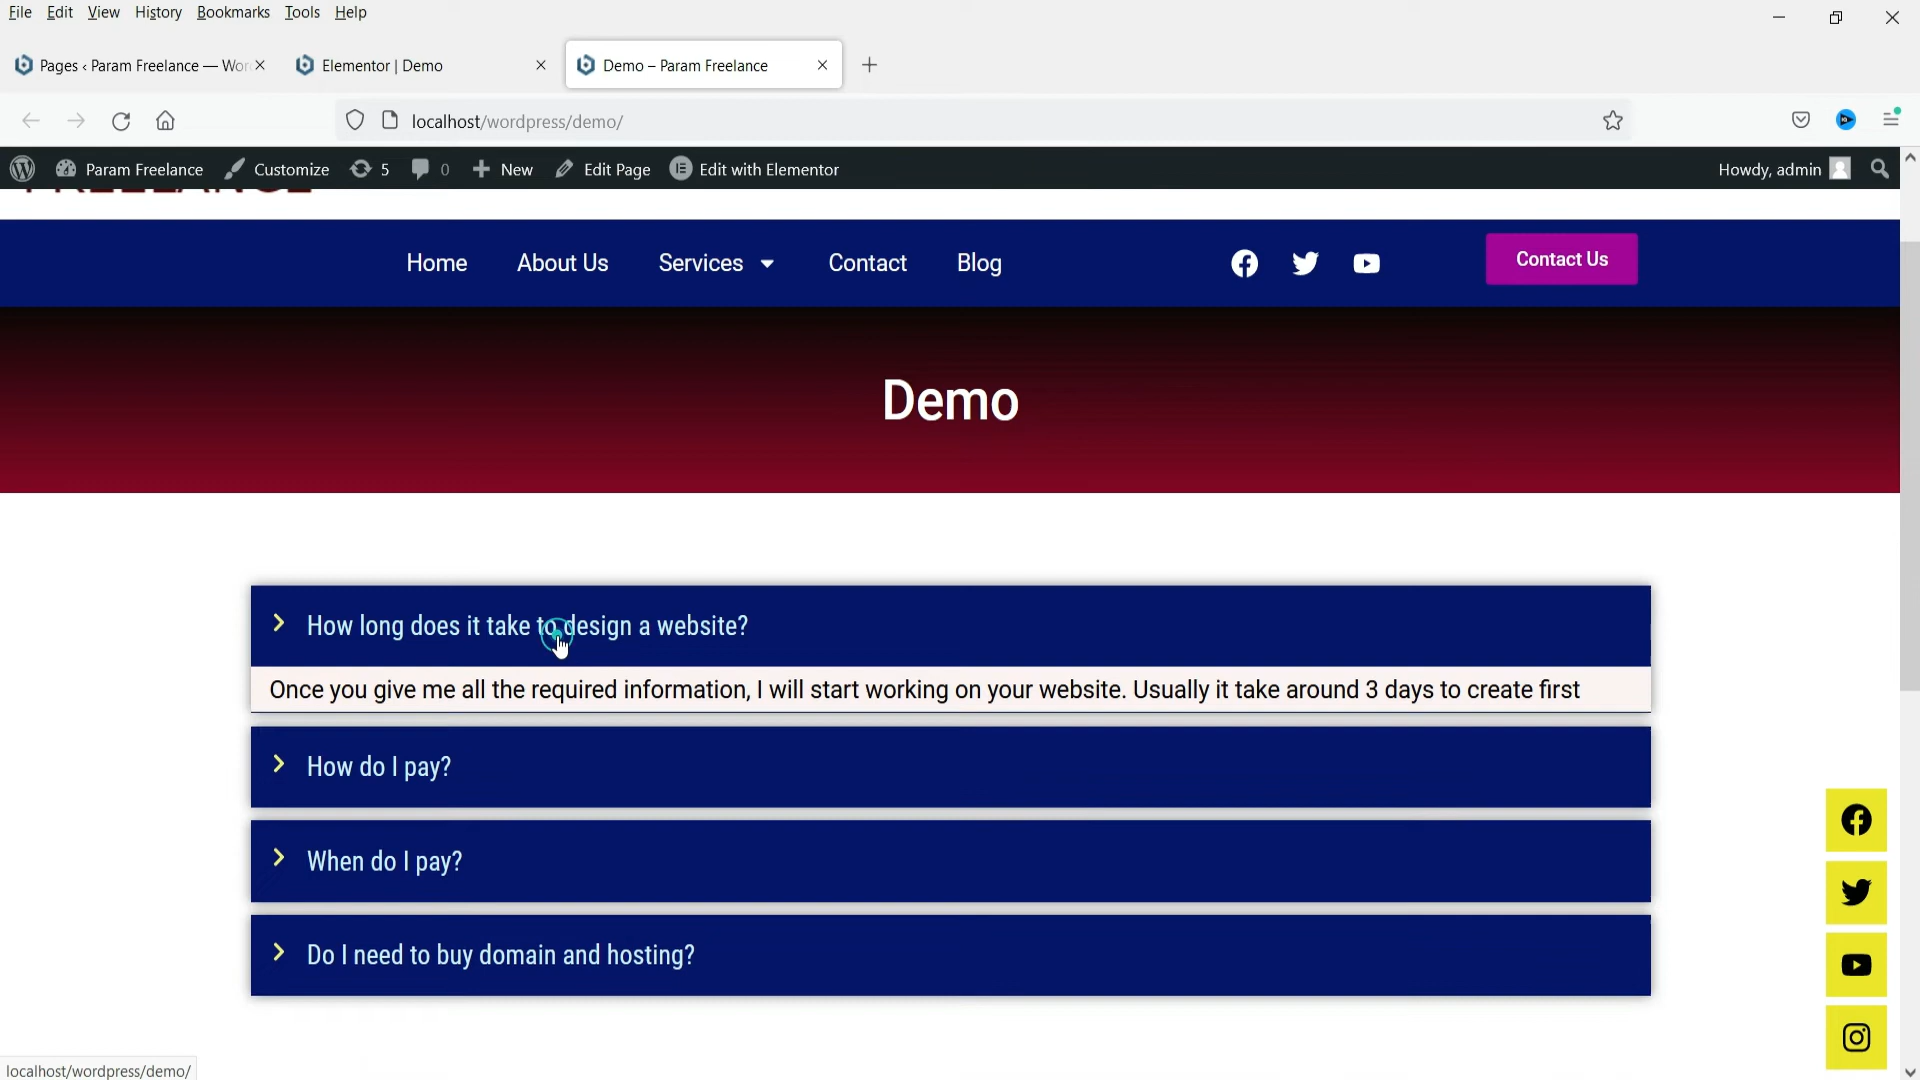 File Edit View History Bookmarks Tools Help
Pages ‹ Param Freelance — Wor
Elementor | Demo
Demo – Param Freelance
localhost/wordpress/demo/
Param Freelance Customize 5 0 New Edit Page Edit with Elementor Howdy, admin
Home About Us Services Contact Blog Contact Us
Demo
How long does it take to design a website?
Once you give me all the required information, I will start working on your website. Usually it take around 3 days to create first
How do I pay?
When do I pay?
Do I need to buy domain and hosting?
localhost/wordpress/demo/